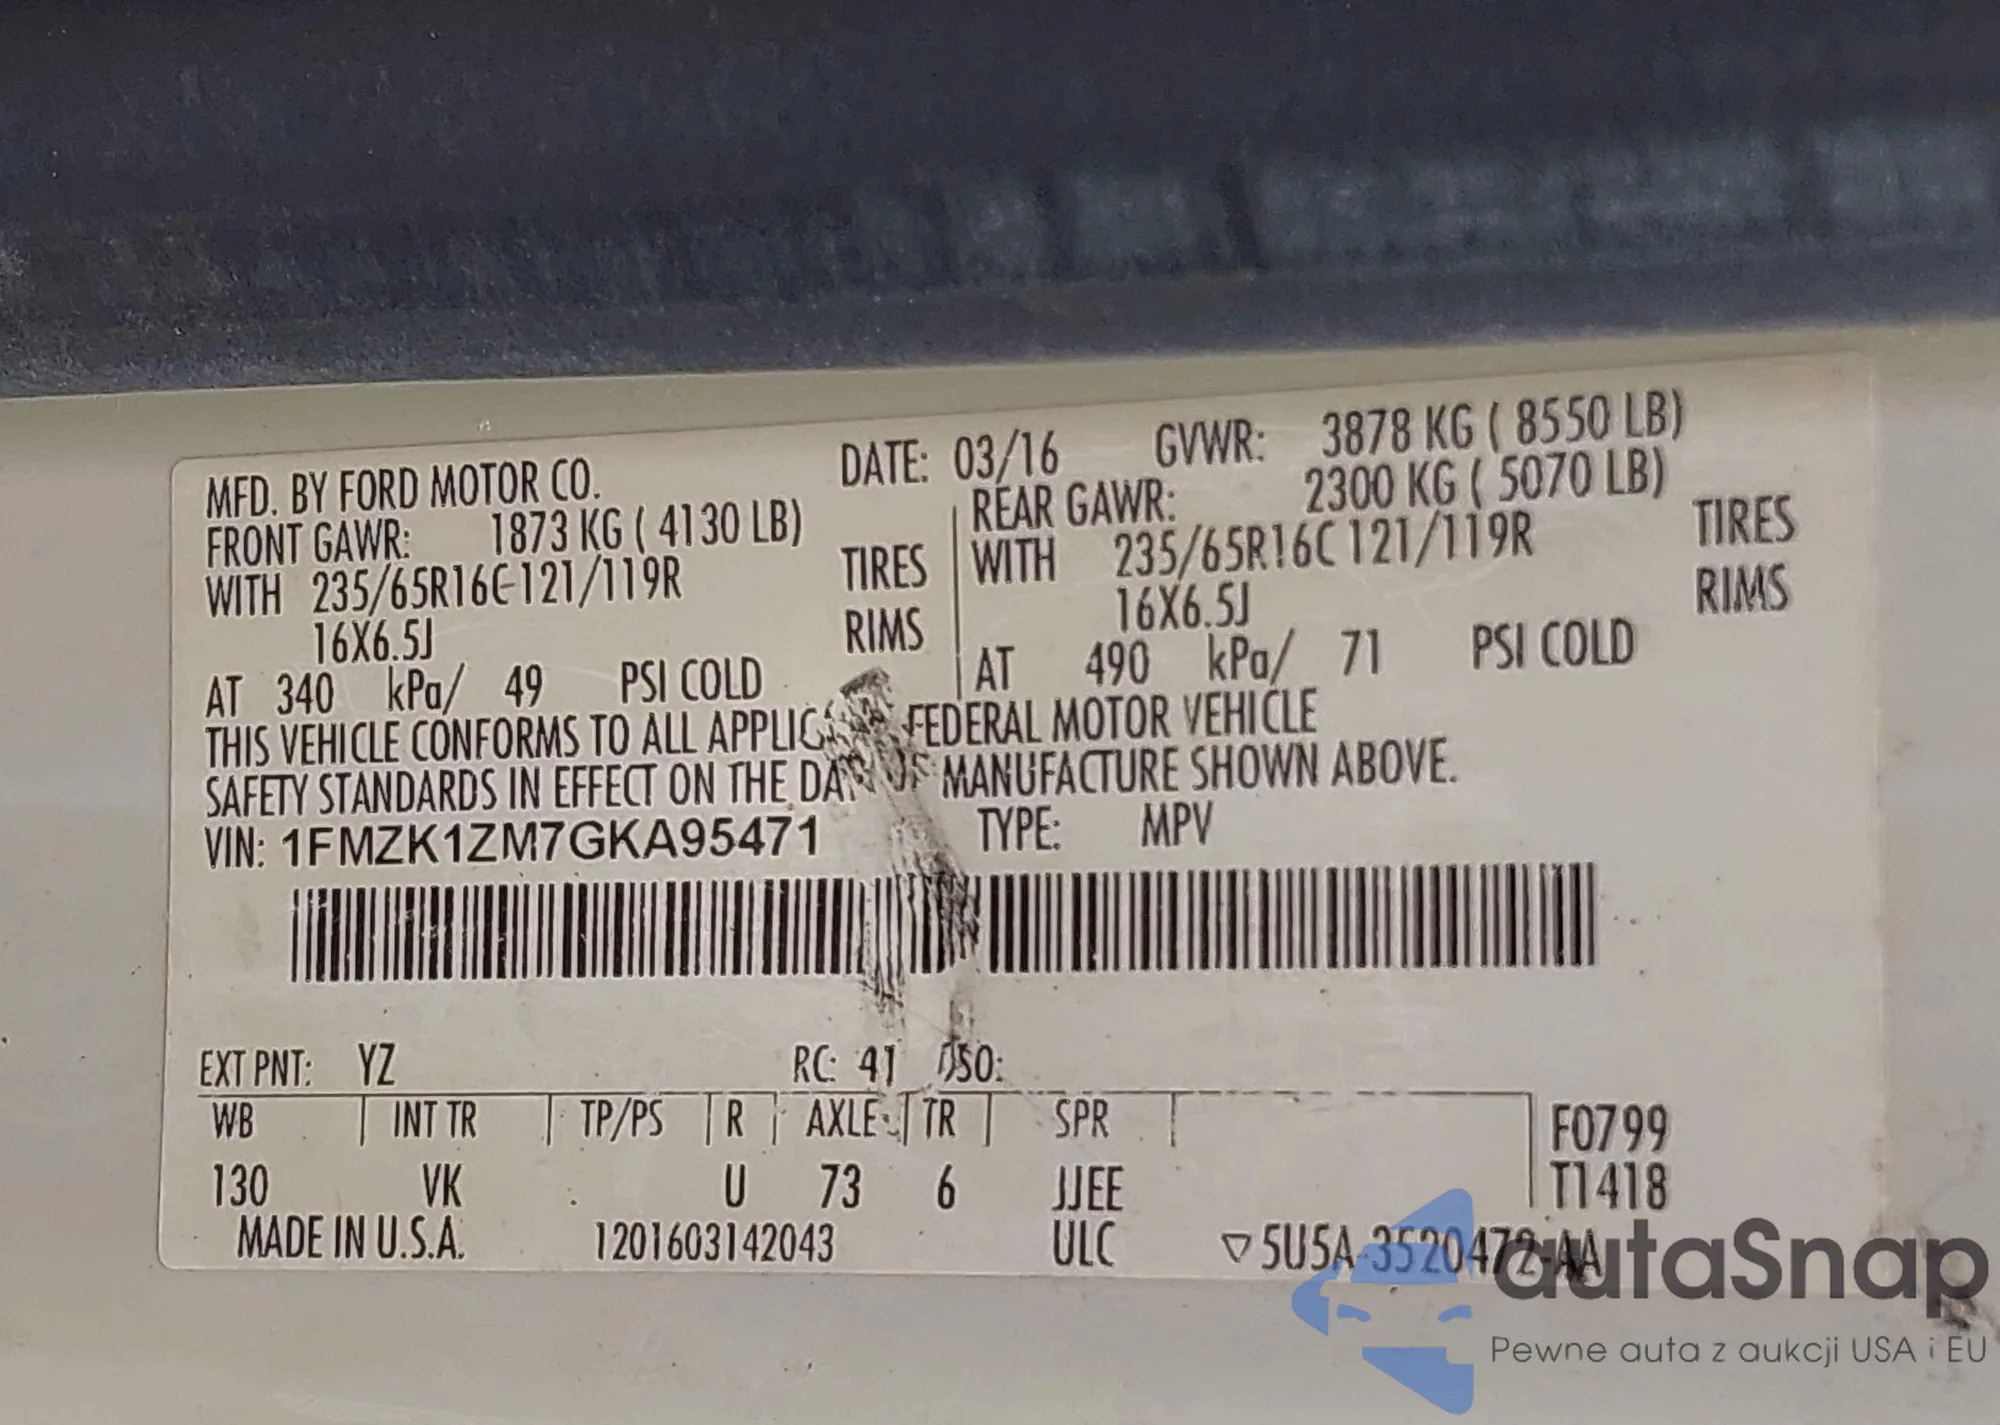 MFD. BY FORD MOTOR CO. DATE: 03/16 GVWR: 3878 KG ( 8550 LB)
FRONT GAWR: 1873 KG ( 4130 LB) REAR GAWR: 2300 KG ( 5070 LB)
WITH 235/65R16C 121/119R TIRES WITH 235/65R16C 121/119R TIRES
16X6.5J RIMS 16X6.5J RIMS
AT 340 kPa/ 49 PSI COLD AT 490 kPa/ 71 PSI COLD
THIS VEHICLE CONFORMS TO ALL FEDERAL MOTOR VEHICLE
SAFETY STANDARDS IN EFFECT ON THE MANUFACTURE SHOWN ABOVE.
VIN: 1FMZK1ZM7GKA95471 TYPE: MPV
EXT PNT: YZ RC: 41 DSO:
WB INT TR TP/PS R AXLE TR SPR F0799
130 VK U 73 6 JJEE T1418
MADE IN U.S.A. 1201603142043 ULC ▽5U5A-3520472-AA
autaSnap
Pewne auta z aukcji USA i EU